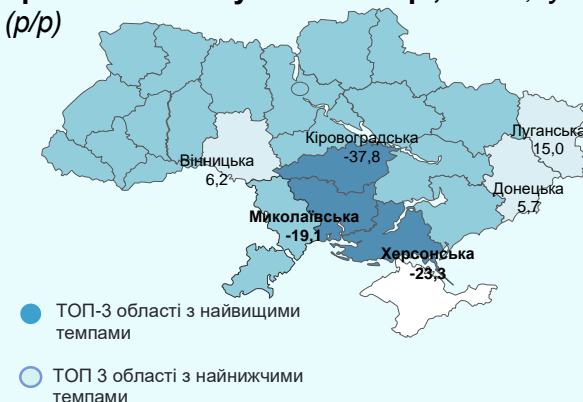 (р/р)
Кіровоградська
-37,8
Луганська
15,0
Вінницька
6,2
Донецька
5,7
Миколаївська
-19,1
Херсонська
-23,3
ТОП-3 області з найвищими
темпами
ТОП 3 області з найнижчими
темпами